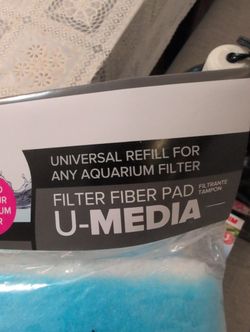 UNIVERSAL REFILL FOR
ANY AQUARIUM FILTER
FILTER FIBER PAD
FILTRANTE
TAMPON
U-MEDIA